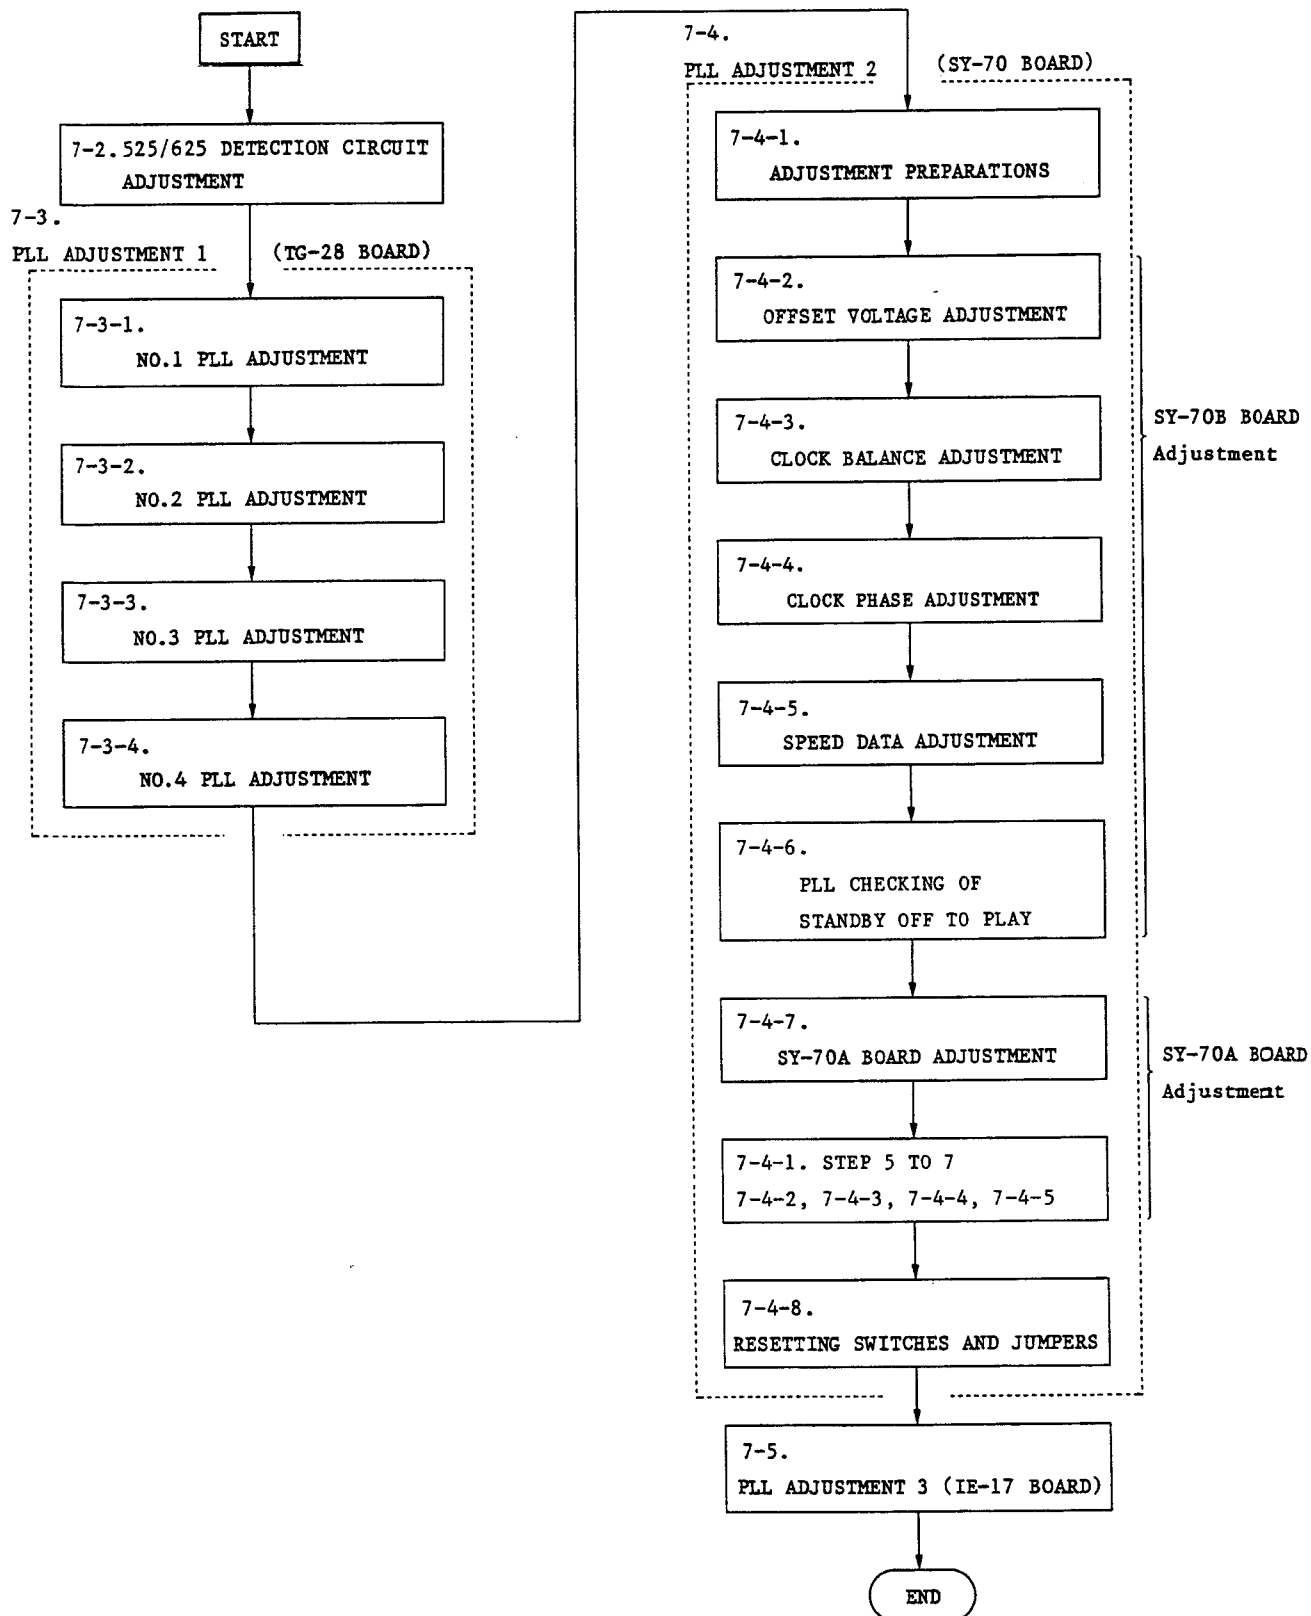 START
7-2.525/625 DETECTION CIRCUIT
ADJUSTMENT
7-3.
PLL ADJUSTMENT 1
(TG-28 BOARD)
7-3-1.
NO.1 PLL ADJUSTMENT
7-3-2.
NO.2 PLL ADJUSTMENT
7-3-3.
NO.3 PLL ADJUSTMENT
7-3-4.
NO.4 PLL ADJUSTMENT
7-4.
PLL ADJUSTMENT 2
(SY-70 BOARD)
7-4-1.
ADJUSTMENT PREPARATIONS
7-4-2.
OFFSET VOLTAGE ADJUSTMENT
7-4-3.
CLOCK BALANCE ADJUSTMENT
7-4-4.
CLOCK PHASE ADJUSTMENT
7-4-5.
SPEED DATA ADJUSTMENT
7-4-6.
PLL CHECKING OF
STANDBY OFF TO PLAY
SY-70B BOARD
Adjustment
7-4-7.
SY-70A BOARD ADJUSTMENT
7-4-1. STEP 5 TO 7
7-4-2, 7-4-3, 7-4-4, 7-4-5
SY-70A BOARD
Adjustment
7-4-8.
RESETTING SWITCHES AND JUMPERS
7-5.
PLL ADJUSTMENT 3 (IE-17 BOARD)
END